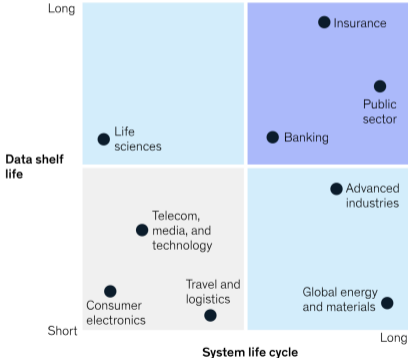 Long
Insurance
Public
sector
Life
sciences
Banking
Data shelf
life
Advanced
industries
Telecom,
media, and
technology
Travel and
logistics
Global energy
and materials
Consumer
electronics
Short
Long
System life cycle